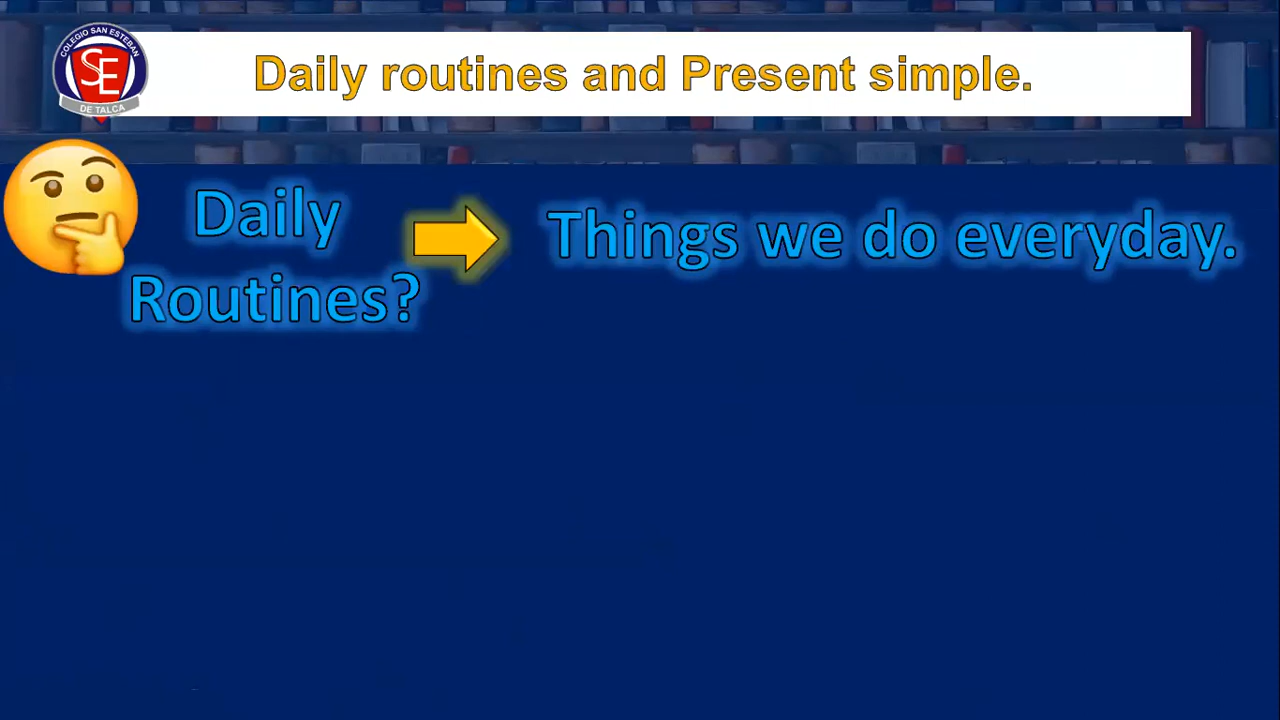 COLEGIO SAN ESTEBAN
SE
DE TALCA
Daily routines and Present simple.
Daily
Routines?
Things we do everyday.